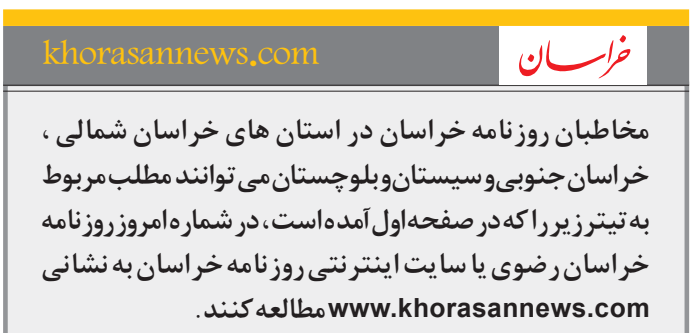 khorasannews.com
خراسان
مخاطبان روزنامه خراسان در استان های خراسان شمالی ،
خراسان جنوبی و سیستان و بلوچستان می توانند مطلب مربوط
به تیتر زیر را که در صفحه اول آمده است، در شماره امروز روزنامه
خراسان رضوی یا سایت اینترنتی روزنامه خراسان به نشانی
www.khorasannews.com مطالعه کنند.